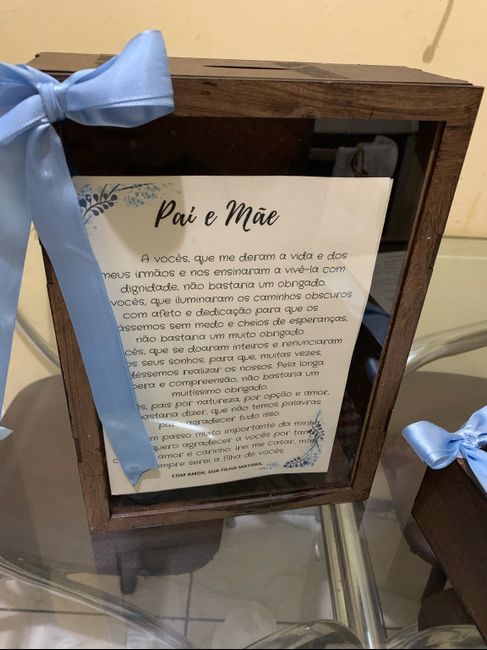 Pai e Mãe
A vocês, que me deram a vida e dos
meus irmãos e nos ensinaram a vivê-la com
dignidade, não bastaria um obrigado.
vocês, que iluminaram os caminhos obscuros
com afeto e dedicação para que os
ássemos sem medo e cheios de esperanças,
não bastaria um muito obrigado.
cês, que se doaram inteiros e renunciaram
os seus sonhos, para que, muitas vezes,
déssemos realizar os nossos. Pela longa
pera e compreensão, não bastaria um
muitíssimo obrigado.
s, pais por natureza, por opção e amor,
bastaria dizer, que não temos palavras
agradecer tudo isso.
m passo muito importante da minh
quero agradecer a vocês por tan
amor e carinho. Irei me casar, ma
mpre serei a filha de vocês.
COM AMOR, SUA FILHA MAYARA.